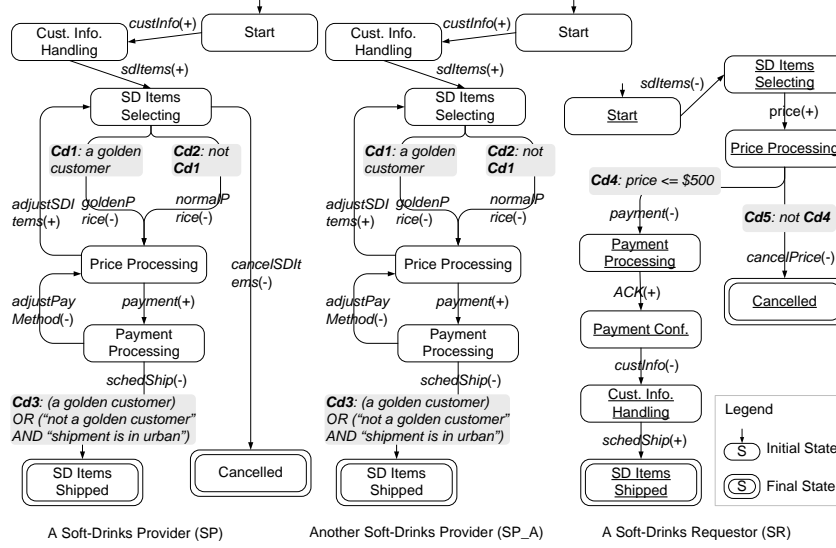 custInfo(+)
Start
Cust. Info.
Handling
sdItems(+)
SD Items
Selecting
Cd1: a golden
customer
Cd2: not
Cd1
adjustSDI
tems(+)
goldenP
rice(-)
normalP
rice(-)
Price Processing
cancelSDIt
ems(-)
adjustPay
Method(-)
payment(+)
Payment
Processing
schedShip(-)
Cd3: (a golden customer)
OR ("not a golden customer"
AND "shipment is in urban")
SD Items
Shipped
Cancelled
A Soft-Drinks Provider (SP)
custInfo(+)
Start
Cust. Info.
Handling
sdItems(+)
SD Items
Selecting
Cd1: a golden
customer
Cd2: not
Cd1
adjustSDI
tems(+)
goldenP
rice(-)
normalP
rice(-)
Price Processing
adjustPay
Method(-)
payment(+)
Payment
Processing
schedShip(-)
Cd3: (a golden customer)
OR ("not a golden customer"
AND "shipment is in urban")
SD Items
Shipped
Another Soft-Drinks Provider (SP_A)
sdItems(-)
SD Items
Selecting
Start
price(+)
Price Processing
Cd4: price <= $500
payment(-)
Cd5: not Cd4
Payment
Processing
cancelPrice(-)
ACK(+)
Cancelled
Payment Conf.
custInfo(-)
Cust. Info.
Handling
schedShip(+)
SD Items
Shipped
A Soft-Drinks Requestor (SR)
Legend
S Initial State
S Final State